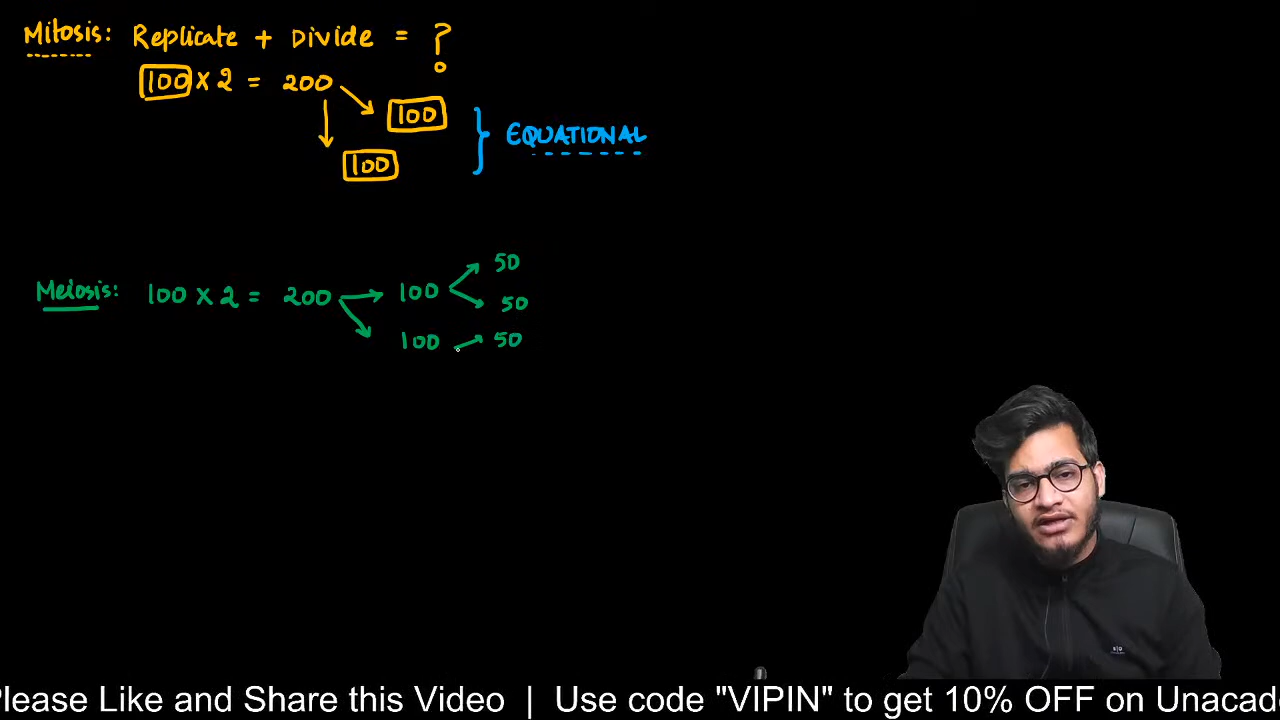 Mitosis: Replicate + Divide = ?
100 x 2 = 200
100
EQUATIONAL
100
50
Meiosis: 100 x 2 = 200 100
50
100 50
Please Like and Share this Video | Use code "VIPIN" to get 10% OFF on Unacad